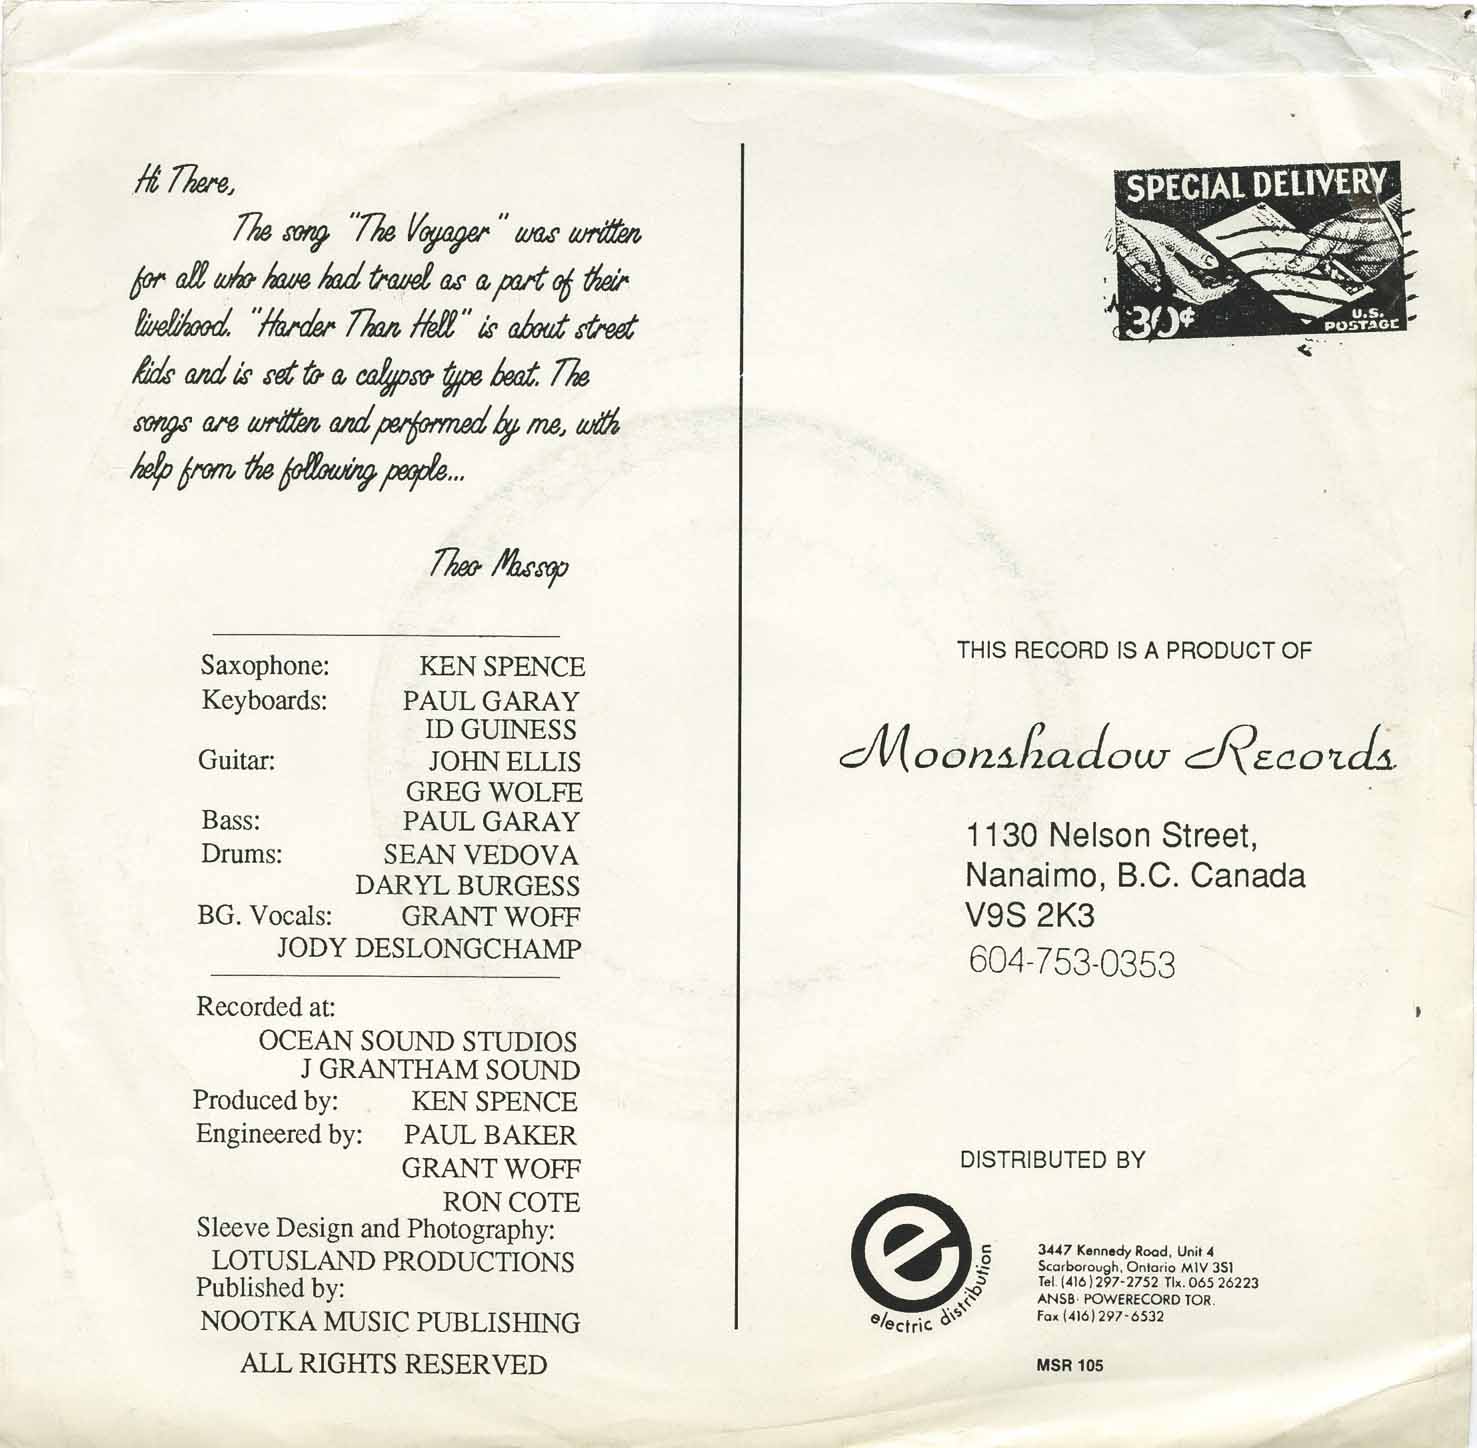 Hi There,
The song "The Voyager" was written
for all who have had travel as a part of their
livelihood. "Harder Than Hell" is about street
kids and is set to a calypso type beat. The
songs are written and performed by me, with
help from the following people...
Theo Massop
Saxophone: KEN SPENCE
Keyboards: PAUL GARAY
ID GUINESS
Guitar: JOHN ELLIS
GREG WOLFE
Bass: PAUL GARAY
Drums: SEAN VEDOVA
DARYL BURGESS
BG. Vocals: GRANT WOFF
JODY DESLONGCHAMP
Recorded at:
OCEAN SOUND STUDIOS
J GRANTHAM SOUND
Produced by: KEN SPENCE
Engineered by: PAUL BAKER
GRANT WOFF
RON COTE
Sleeve Design and Photography:
LOTUSLAND PRODUCTIONS
Published by:
NOOTKA MUSIC PUBLISHING
ALL RIGHTS RESERVED
SPECIAL DELIVERY
30¢
U.S.
POSTAGE
THIS RECORD IS A PRODUCT OF
Moonshadow Records
1130 Nelson Street,
Nanaimo, B.C. Canada
V9S 2K3
604-753-0353
DISTRIBUTED BY
e
electric distribution
3447 Kennedy Road, Unit 4
Scarborough, Ontario M1V 3S1
Tel. (416) 297-2752 Tlx. 065 26223
ANSB· POWERECORD TOR.
Fax (416) 297-6532
MSR 105